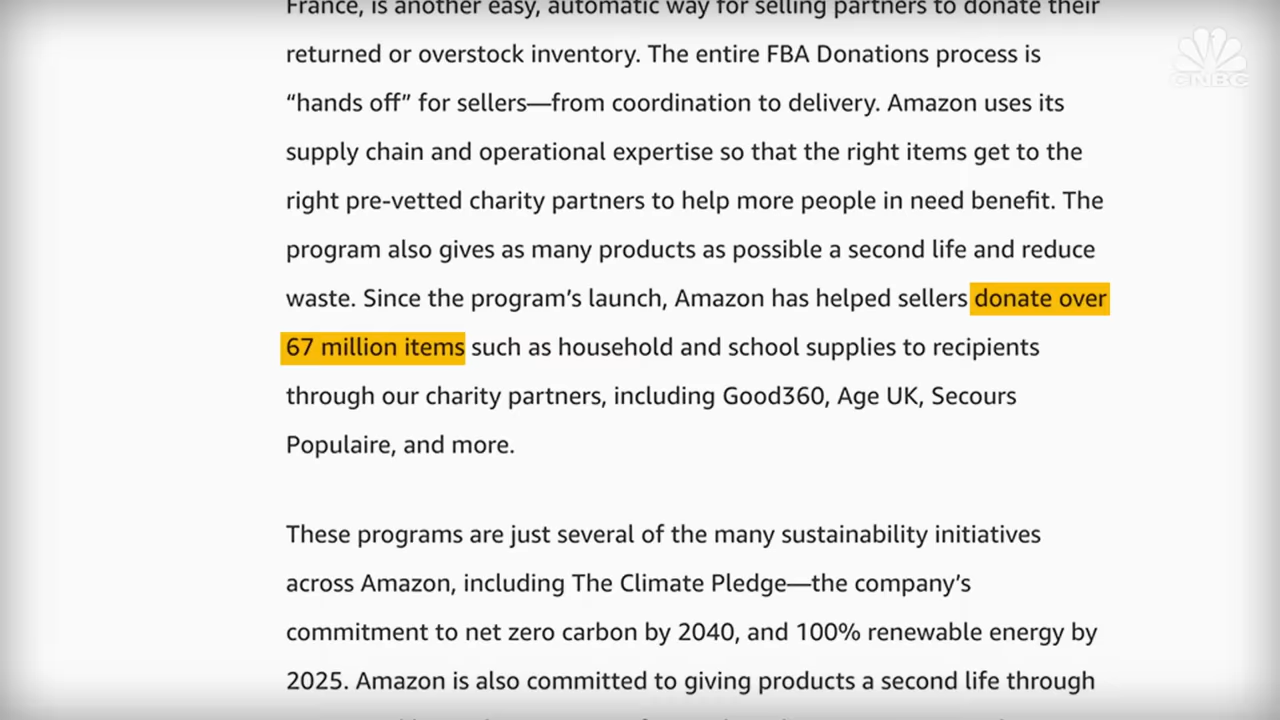 France, is another easy, automatic way for selling partners to donate their
returned or overstock inventory. The entire FBA Donations process is
“hands off” for sellers—from coordination to delivery. Amazon uses its
supply chain and operational expertise so that the right items get to the
right pre-vetted charity partners to help more people in need benefit. The
program also gives as many products as possible a second life and reduce
waste. Since the program’s launch, Amazon has helped sellers donate over
67 million items such as household and school supplies to recipients
through our charity partners, including Good360, Age UK, Secours
Populaire, and more.
These programs are just several of the many sustainability initiatives
across Amazon, including The Climate Pledge—the company’s
commitment to net zero carbon by 2040, and 100% renewable energy by
2025. Amazon is also committed to giving products a second life through
CNBC